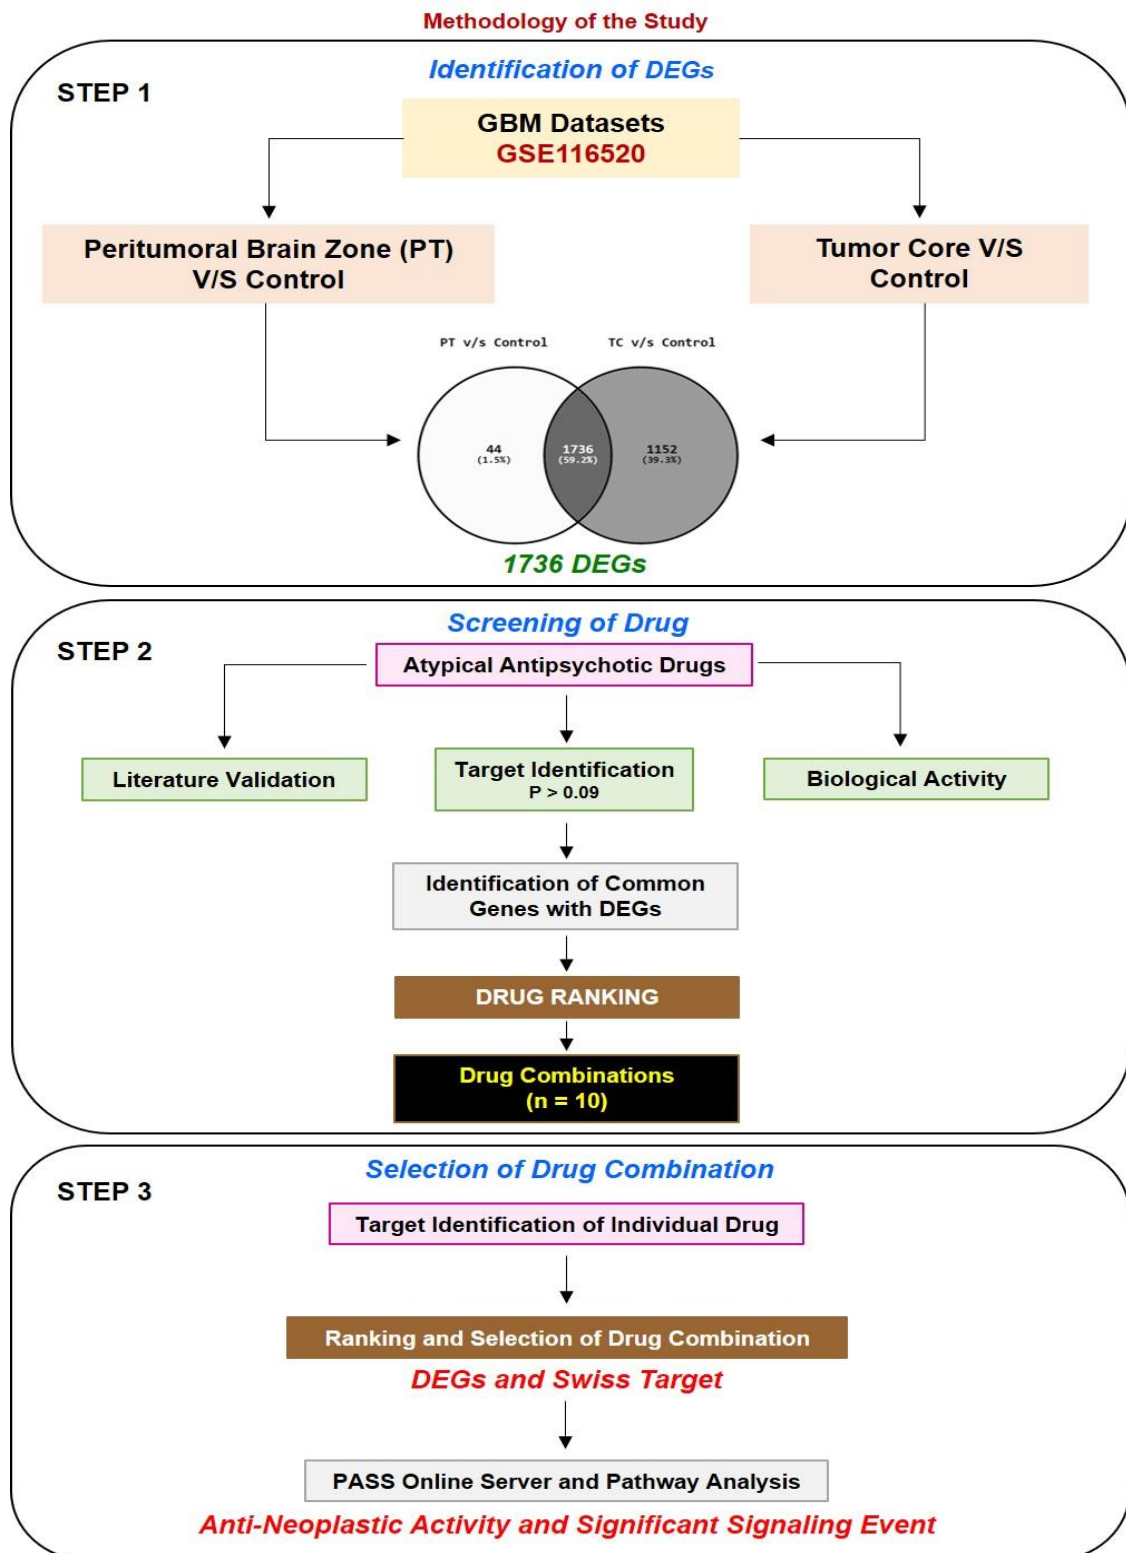 Methodology of the Study
STEP 1
Identification of DEGs
GBM Datasets
GSE116520
Peritumoral Brain Zone (PT)
V/S Control
Tumor Core V/S
Control
PT v/s Control
TC v/s Control
44
(1.5%)
1736
(59.2%)
1152
(39.3%)
1736 DEGs
STEP 2
Screening of Drug
Atypical Antipsychotic Drugs
Literature Validation
Target Identification
P > 0.09
Biological Activity
Identification of Common
Genes with DEGs
DRUG RANKING
Drug Combinations
(n = 10)
STEP 3
Selection of Drug Combination
Target Identification of Individual Drug
Ranking and Selection of Drug Combination
DEGs and Swiss Target
PASS Online Server and Pathway Analysis
Anti-Neoplastic Activity and Significant Signaling Event